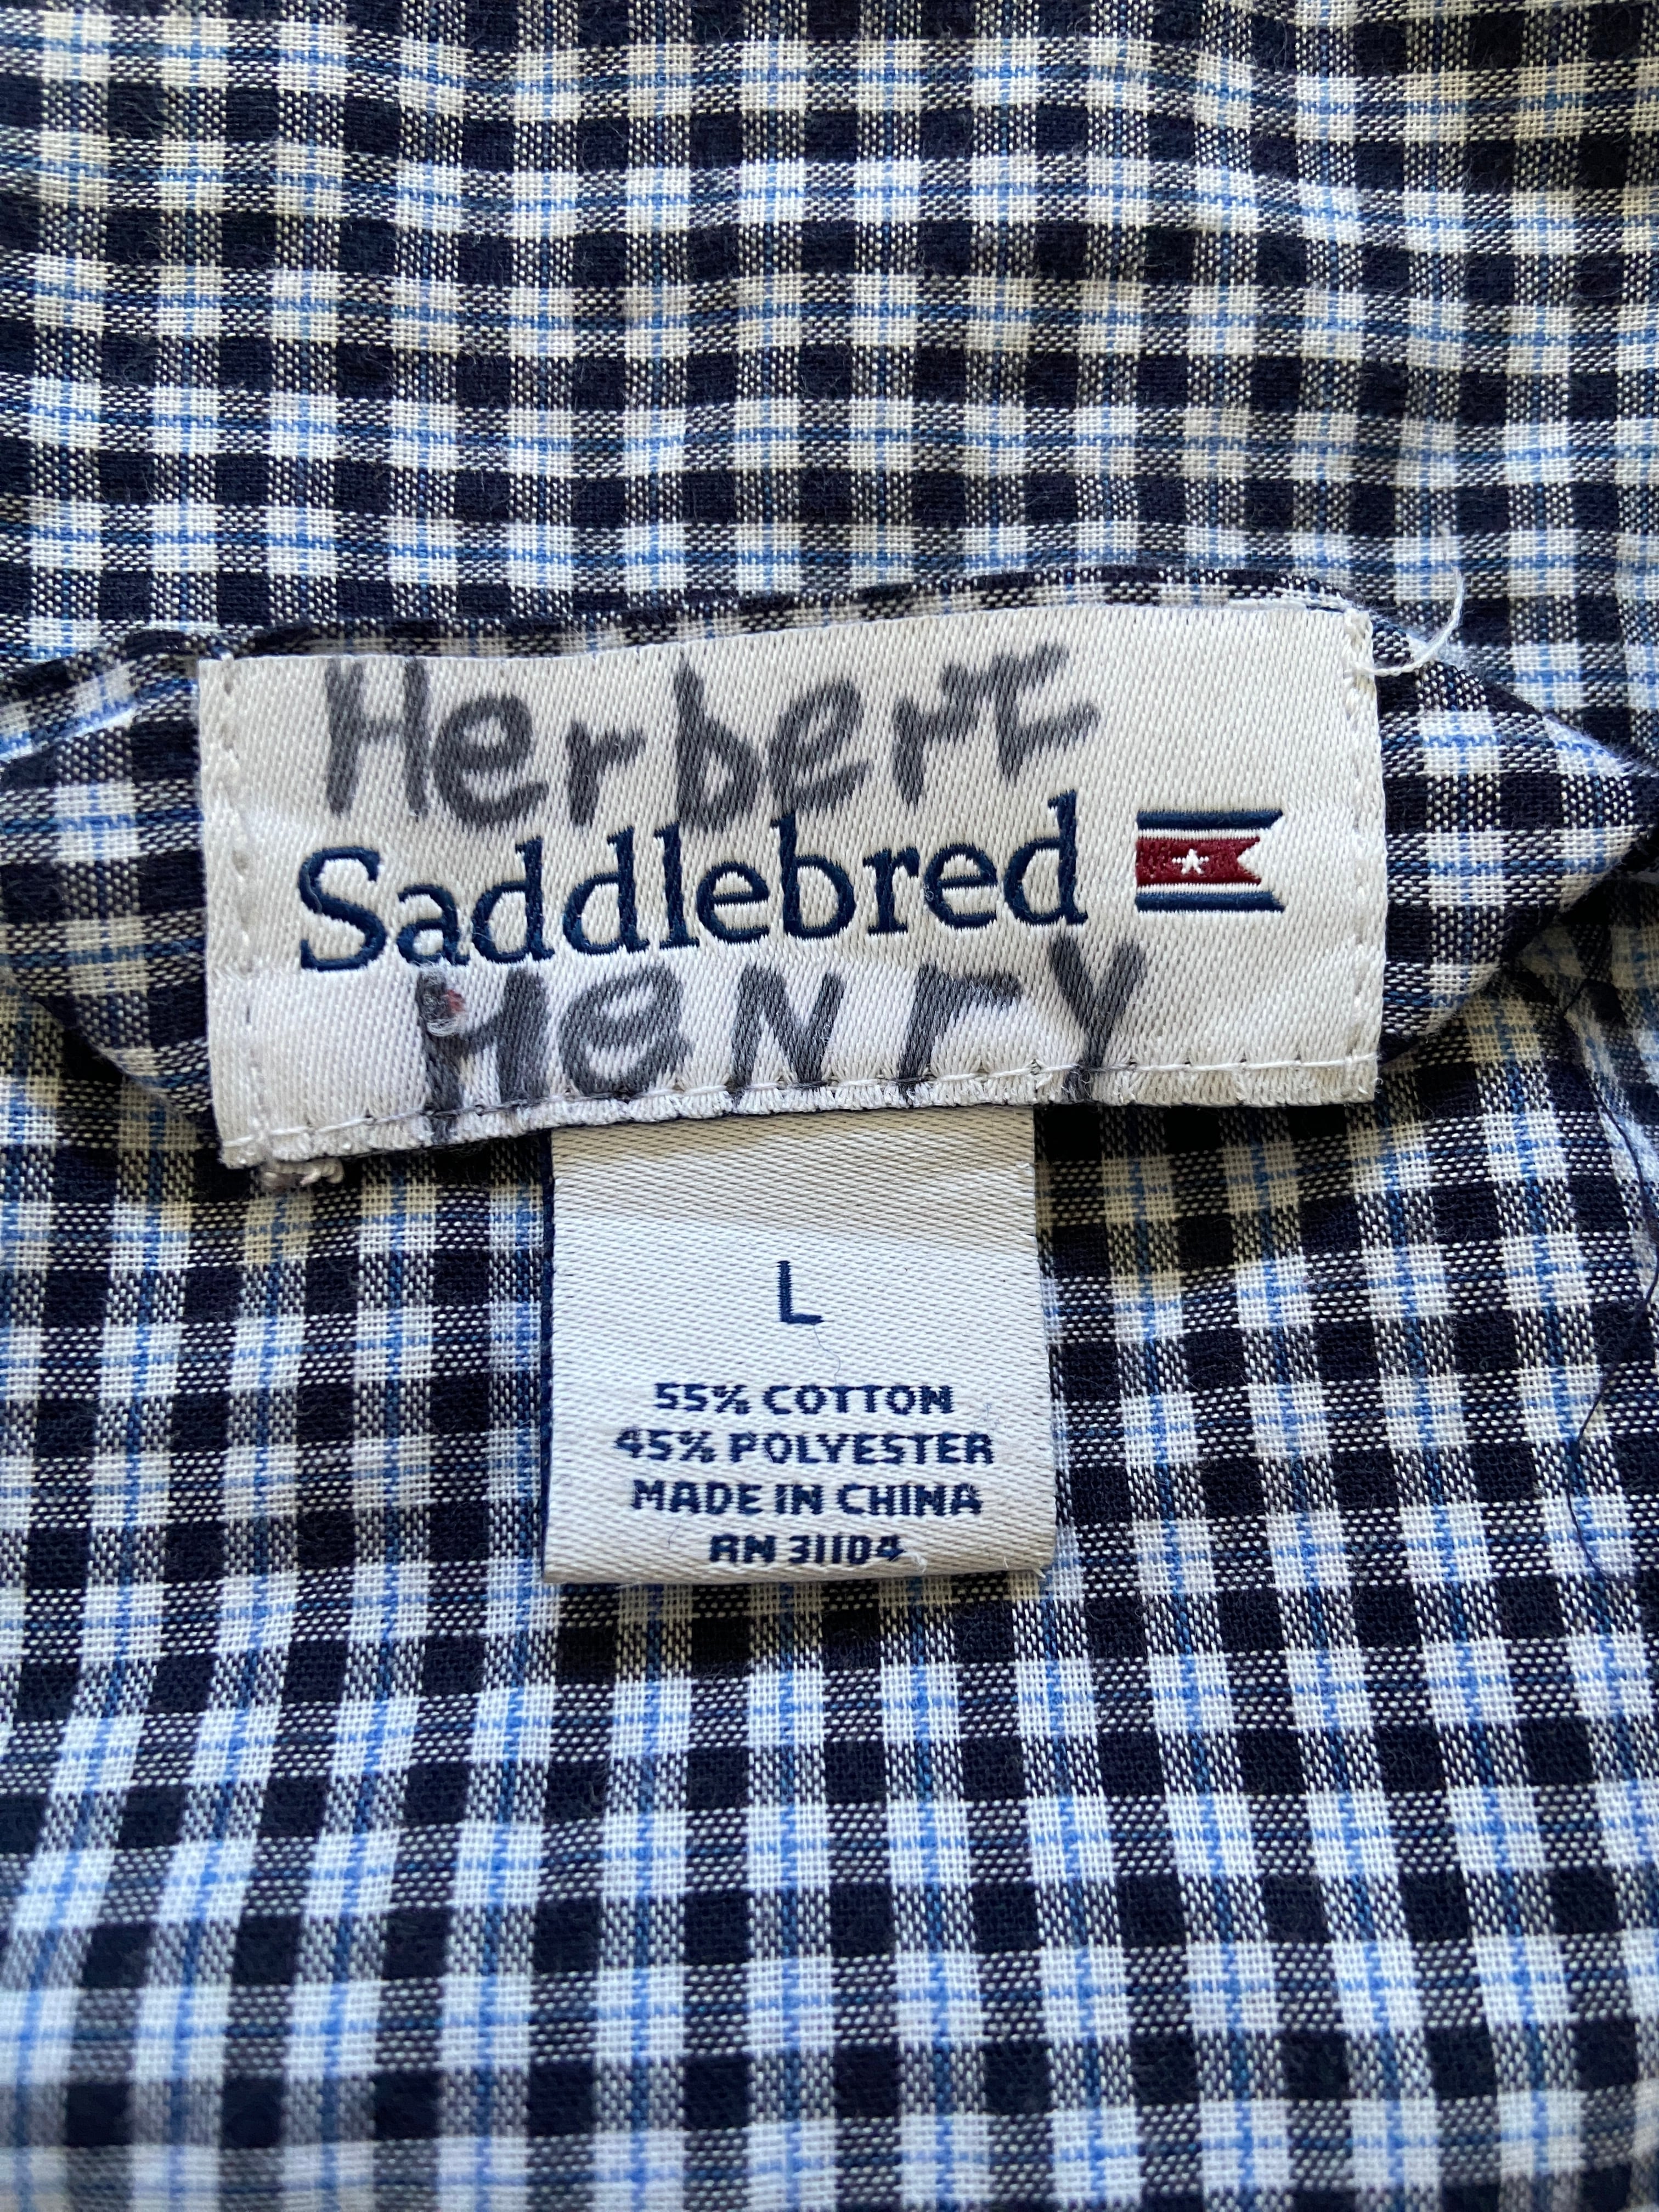 Herbert
Saddlebred
Henry
L
55% COTTON
45% POLYESTER
MADE IN CHINA
RN 31104